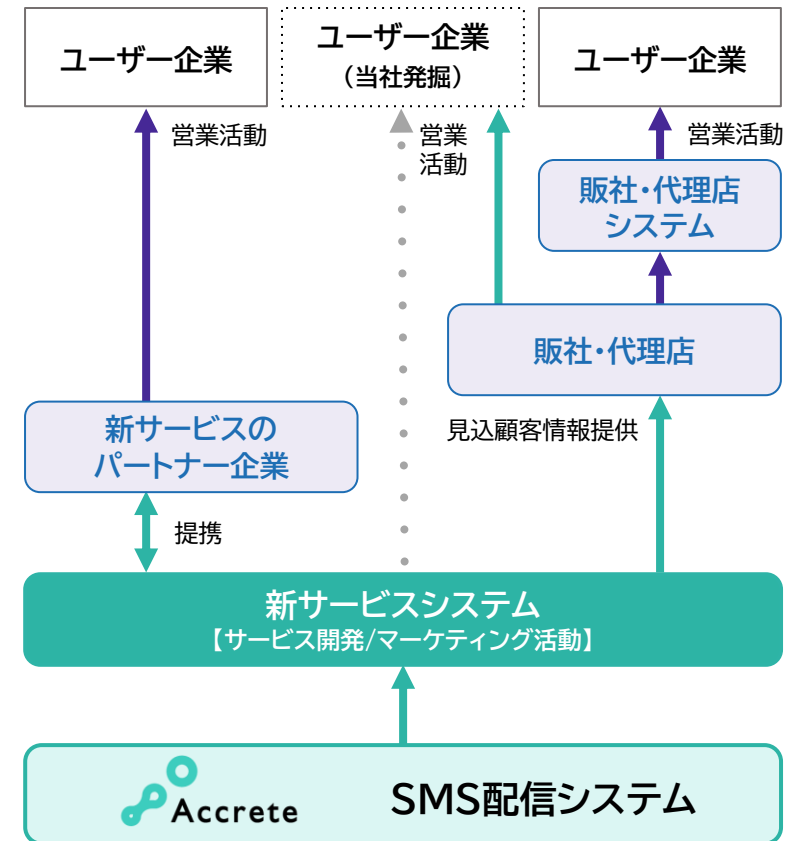 ユーザー企業
ユーザー企業
（当社発掘）
ユーザー企業
営業活動
営業
活動
営業活動
販社・代理店
システム
販社・代理店
新サービスの
パートナー企業
見込顧客情報提供
提携
新サービスシステム
【サービス開発/マーケティング活動】
Accrete
SMS配信システム